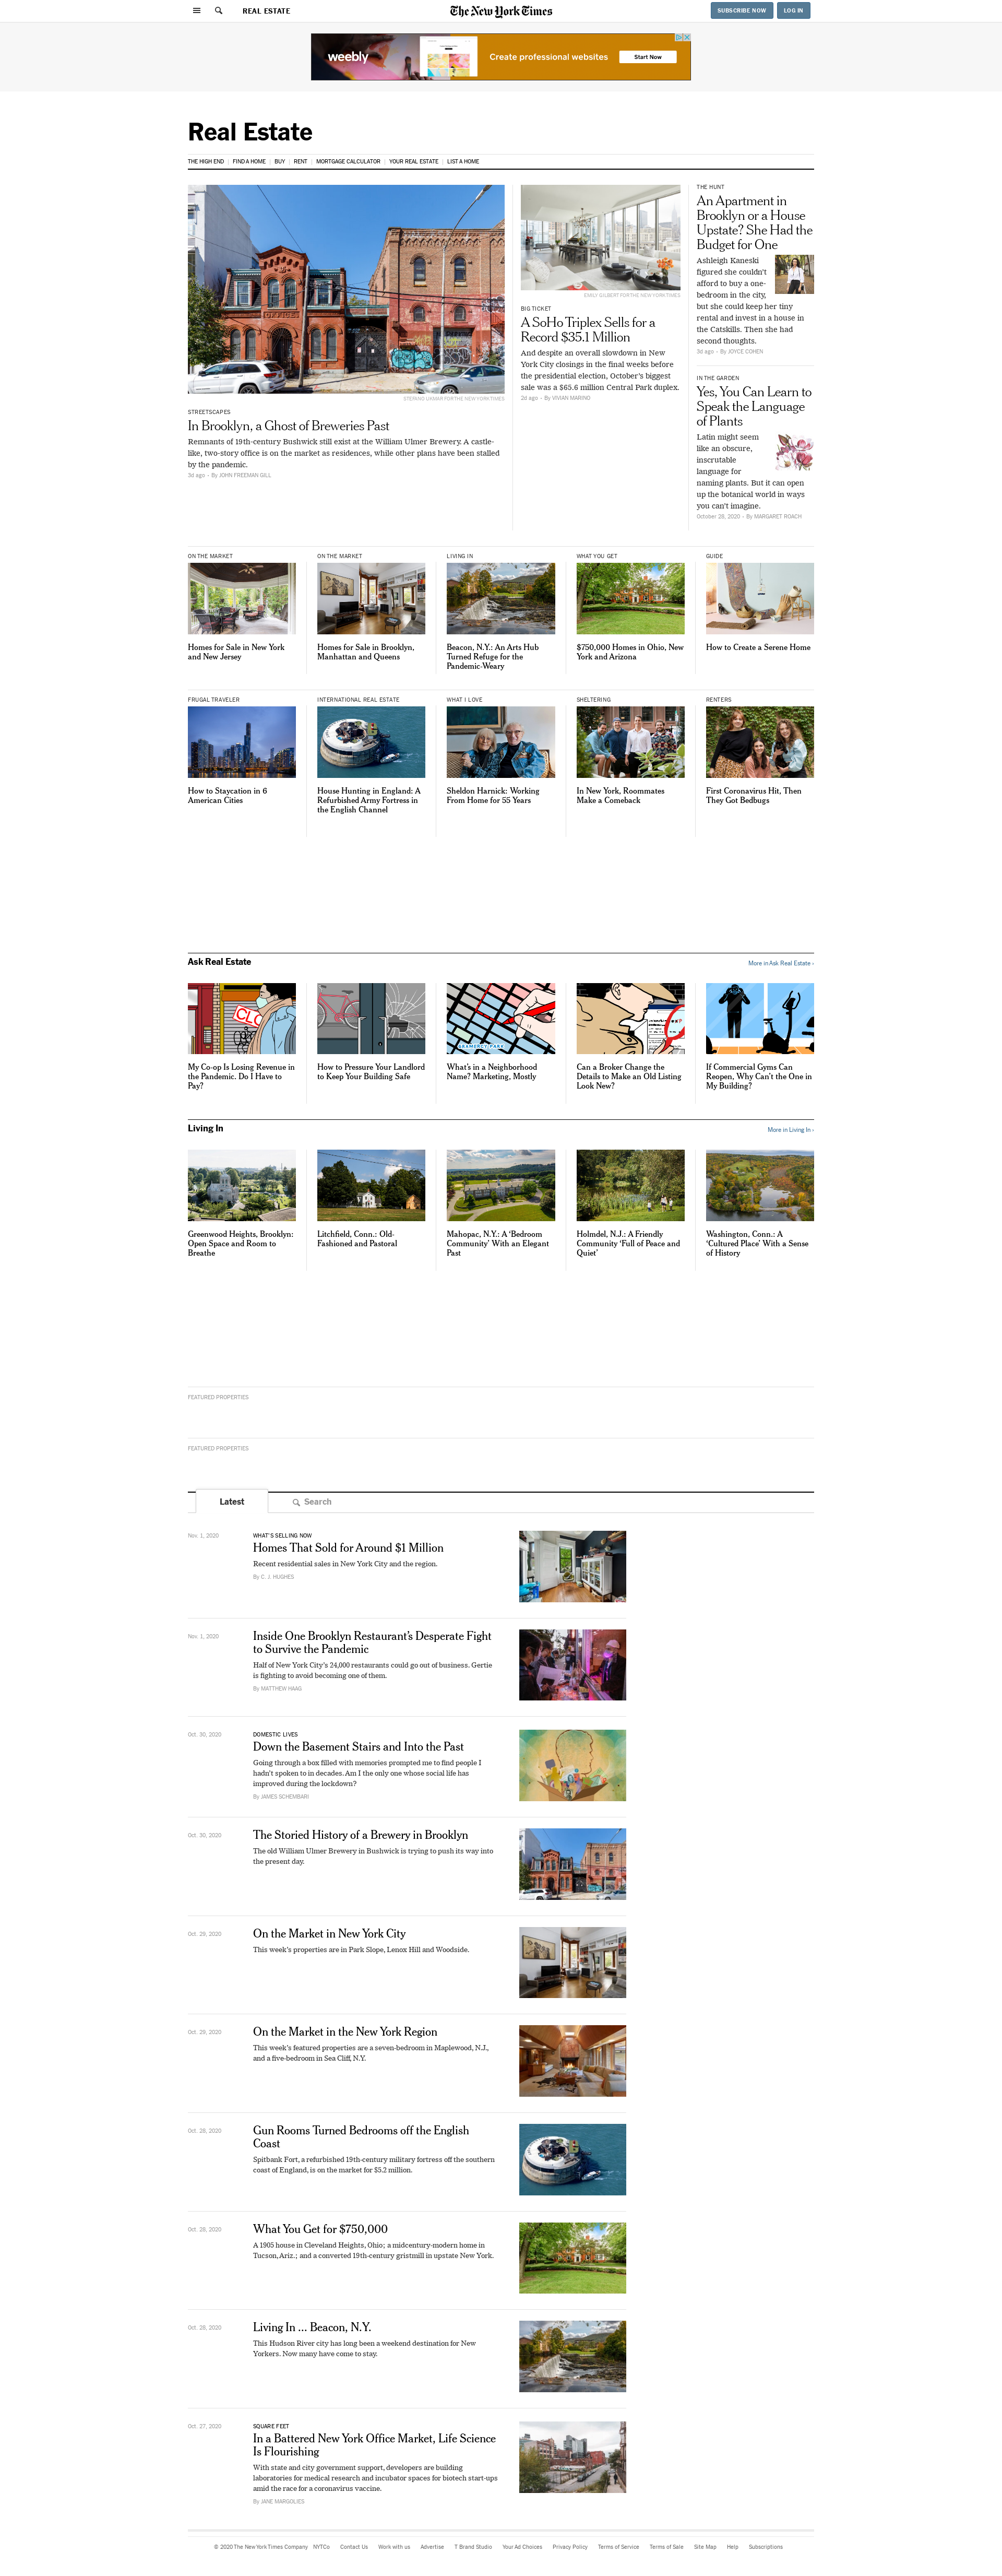 REAL ESTATE
The New York Times
SUBSCRIBE NOW
LOG IN
weebly
Create professional websites
Start Now
Real Estate
THE HIGH END
FIND A HOME
BUY
RENT
MORTGAGE CALCULATOR
YOUR REAL ESTATE
LIST A HOME
OFFICE
STEFANO UKMAR FOR THE NEW YORK TIMES
STREETSCAPES
In Brooklyn, a Ghost of Breweries Past
Remnants of 19th-century Bushwick still exist at the William Ulmer Brewery. A castle-
like, two-story office is on the market as residences, while other plans have been stalled
by the pandemic.
3d ago - By JOHN FREEMAN GILL
EMILY GILBERT FOR THE NEW YORK TIMES
BIG TICKET
A SoHo Triplex Sells for a
Record $35.1 Million
And despite an overall slowdown in New
York City closings in the final weeks before
the presidential election, October's biggest
sale was a $65.6 million Central Park duplex.
2d ago - By VIVIAN MARINO
THE HUNT
An Apartment in
Brooklyn or a House
Upstate? She Had the
Budget for One
Ashleigh Kaneski
figured she couldn't
afford to buy a one-
bedroom in the city,
but she could keep her tiny
rental and invest in a house in
the Catskills. Then she had
second thoughts.
3d ago - By JOYCE COHEN
IN THE GARDEN
Yes, You Can Learn to
Speak the Language
of Plants
Latin might seem
like an obscure,
inscrutable
language for
naming plants. But it can open
up the botanical world in ways
you can't imagine.
October 28, 2020 - By MARGARET ROACH
ON THE MARKET
Homes for Sale in New York
and New Jersey
ON THE MARKET
Homes for Sale in Brooklyn,
Manhattan and Queens
LIVING IN
Beacon, N.Y.: An Arts Hub
Turned Refuge for the
Pandemic-Weary
WHAT YOU GET
$750,000 Homes in Ohio, New
York and Arizona
GUIDE
How to Create a Serene Home
FRUGAL TRAVELER
How to Staycation in 6
American Cities
INTERNATIONAL REAL ESTATE
House Hunting in England: A
Refurbished Army Fortress in
the English Channel
WHAT I LOVE
Sheldon Harnick: Working
From Home for 55 Years
SHELTERING
In New York, Roommates
Make a Comeback
RENTERS
First Coronavirus Hit, Then
They Got Bedbugs
Ask Real Estate
More in Ask Real Estate ›
CLO
GRAMERCY PARK
My Co-op Is Losing Revenue in
the Pandemic. Do I Have to
Pay?
How to Pressure Your Landlord
to Keep Your Building Safe
What's in a Neighborhood
Name? Marketing, Mostly
Can a Broker Change the
Details to Make an Old Listing
Look New?
If Commercial Gyms Can
Reopen, Why Can't the One in
My Building?
Living In
More in Living In ›
Greenwood Heights, Brooklyn:
Open Space and Room to
Breathe
Litchfield, Conn.: Old-
Fashioned and Pastoral
Mahopac, N.Y.: A 'Bedroom
Community' With an Elegant
Past
Holmdel, N.J.: A Friendly
Community 'Full of Peace and
Quiet'
Washington, Conn.: A
'Cultured Place' With a Sense
of History
FEATURED PROPERTIES
FEATURED PROPERTIES
Latest
Search
Nov. 1, 2020
WHAT'S SELLING NOW
Homes That Sold for Around $1 Million
Recent residential sales in New York City and the region.
By C. J. HUGHES
Nov. 1, 2020
Inside One Brooklyn Restaurant's Desperate Fight
to Survive the Pandemic
Half of New York City's 24,000 restaurants could go out of business. Gertie
is fighting to avoid becoming one of them.
By MATTHEW HAAG
Oct. 30, 2020
DOMESTIC LIVES
Down the Basement Stairs and Into the Past
Going through a box filled with memories prompted me to find people I
hadn't spoken to in decades. Am I the only one whose social life has
improved during the lockdown?
By JAMES SCHEMBARI
Oct. 30, 2020
The Storied History of a Brewery in Brooklyn
The old William Ulmer Brewery in Bushwick is trying to push its way into
the present day.
Oct. 29, 2020
On the Market in New York City
This week's properties are in Park Slope, Lenox Hill and Woodside.
Oct. 29, 2020
On the Market in the New York Region
This week's featured properties are a seven-bedroom in Maplewood, N.J.,
and a five-bedroom in Sea Cliff, N.Y.
Oct. 28, 2020
Gun Rooms Turned Bedrooms off the English
Coast
Spitbank Fort, a refurbished 19th-century military fortress off the southern
coast of England, is on the market for $5.2 million.
Oct. 28, 2020
What You Get for $750,000
A 1905 house in Cleveland Heights, Ohio; a midcentury-modern home in
Tucson, Ariz.; and a converted 19th-century gristmill in upstate New York.
Oct. 28, 2020
Living In ... Beacon, N.Y.
This Hudson River city has long been a weekend destination for New
Yorkers. Now many have come to stay.
Oct. 27, 2020
SQUARE FEET
In a Battered New York Office Market, Life Science
Is Flourishing
With state and city government support, developers are building
laboratories for medical research and incubator spaces for biotech start-ups
amid the race for a coronavirus vaccine.
By JANE MARGOLIES
© 2020 The New York Times Company
NYTCo
Contact Us
Work with us
Advertise
T Brand Studio
Your Ad Choices
Privacy Policy
Terms of Service
Terms of Sale
Site Map
Help
Subscriptions